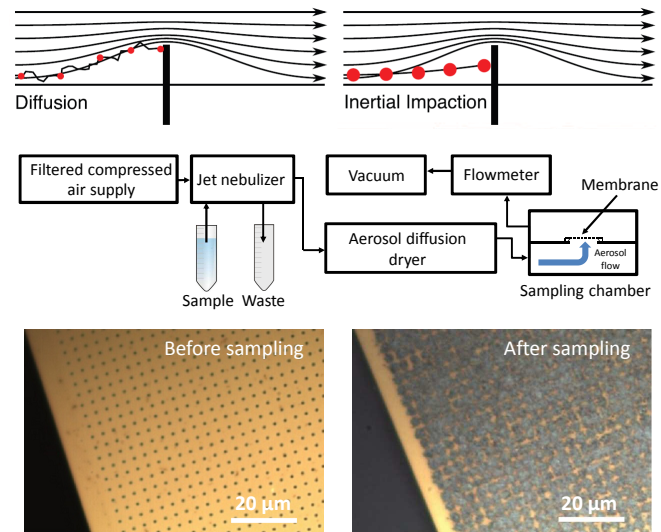 Diffusion
Inertial Impaction
Filtered compressed
air supply
Jet nebulizer
Vacuum
Flowmeter
Membrane
Aerosol diffusion
dryer
Aerosol
flow
Sample
Waste
Sampling chamber
Before sampling
After sampling
20 µm
20 µm